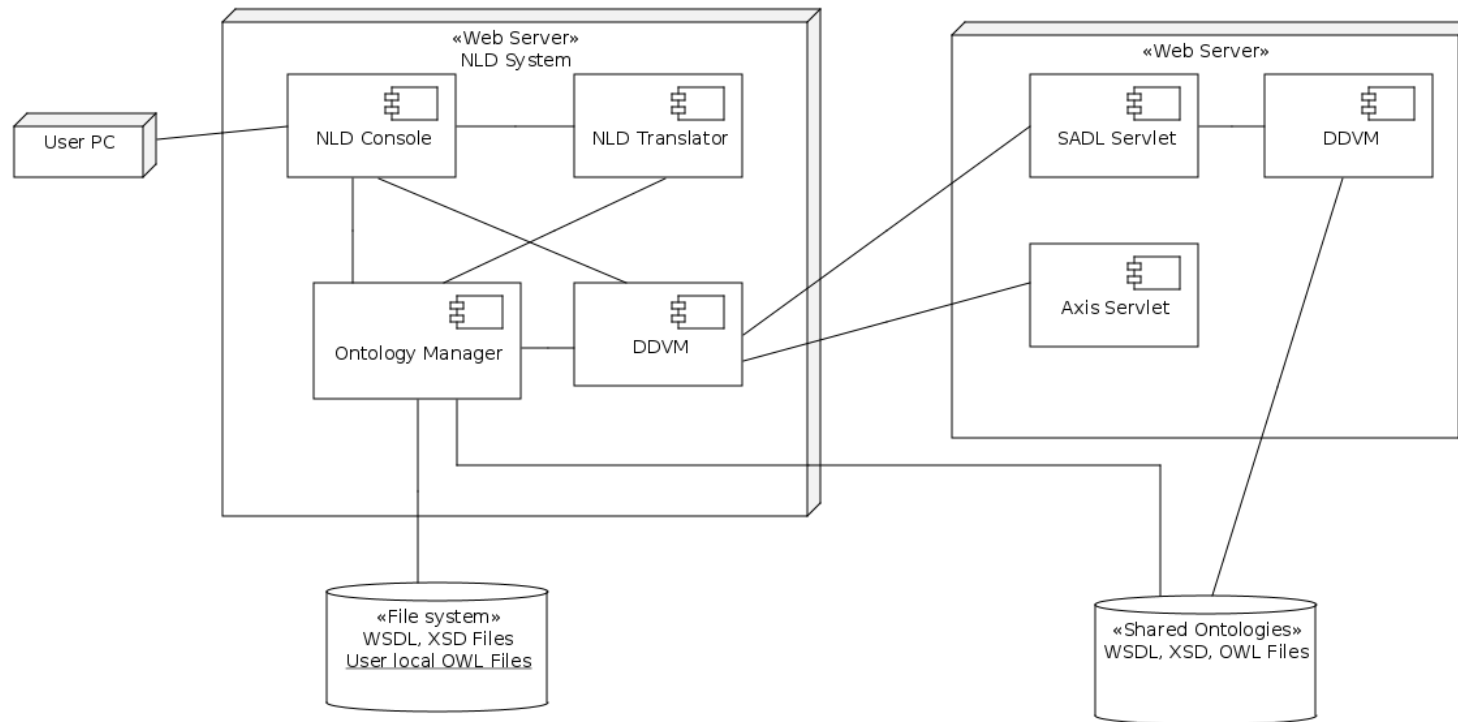 «Web Server»
NLD System
NLD Console
NLD Translator
User PC
Ontology Manager
DDVM
«Web Server»
SADL Servlet
DDVM
Axis Servlet
«File system»
WSDL, XSD Files
User local OWL Files
«Shared Ontologies»
WSDL, XSD, OWL Files